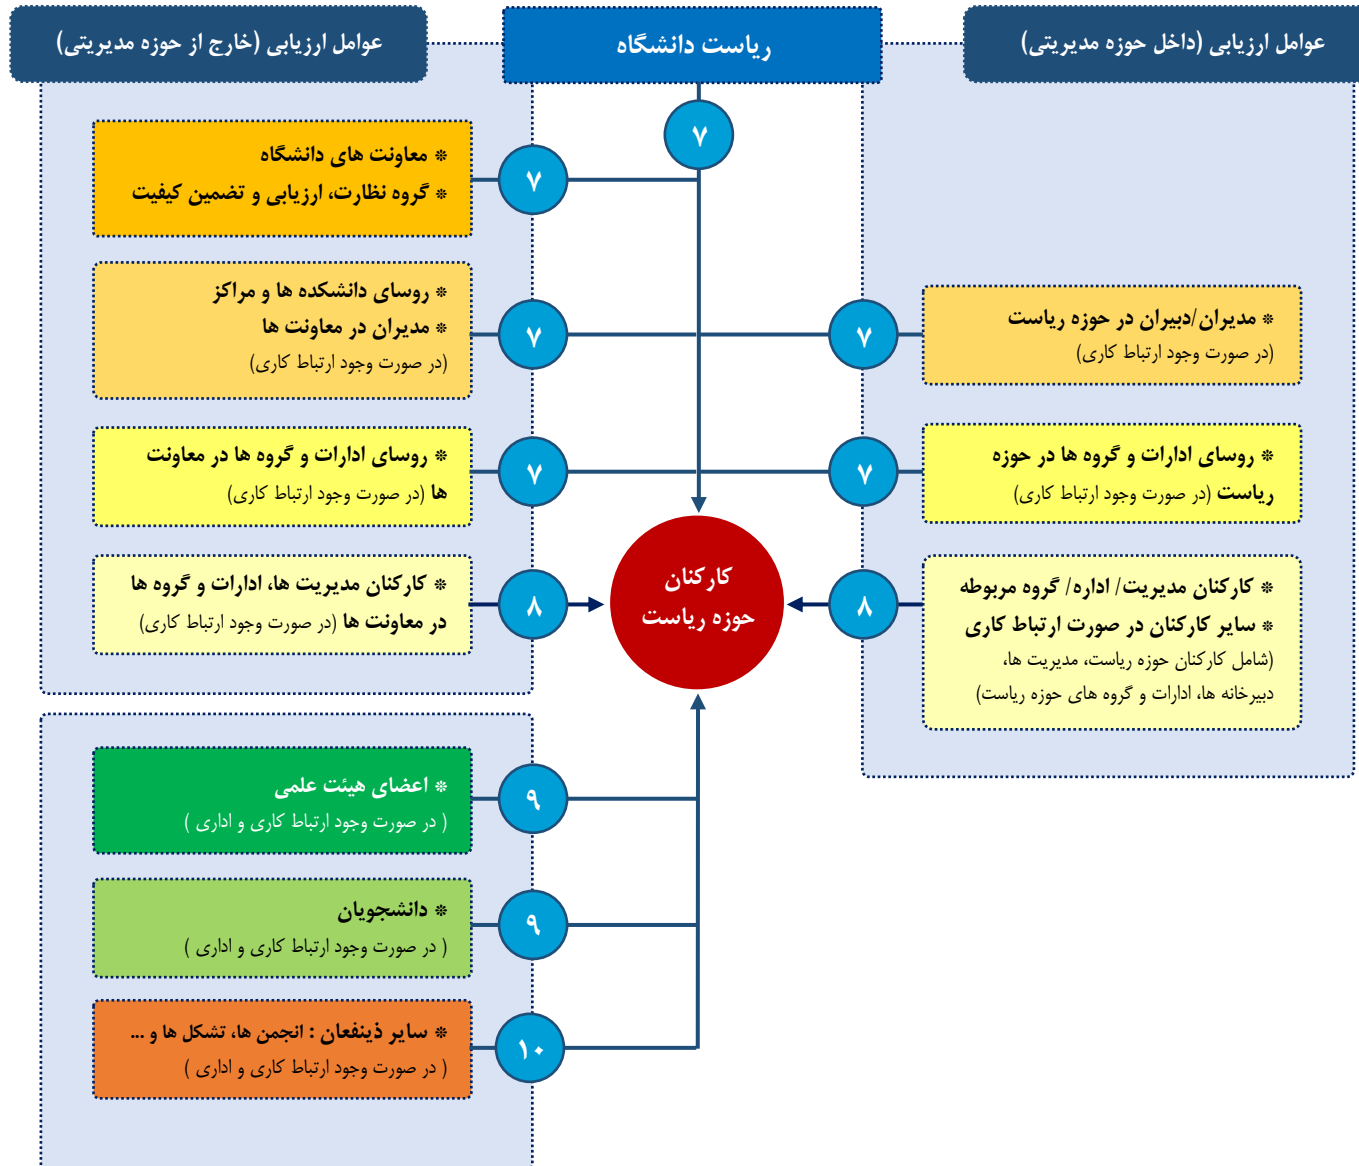 عوامل ارزیابی (داخل حوزه مدیریتی)
ریاست دانشگاه
عوامل ارزیابی (خارج از حوزه مدیریتی)
۷
* معاونت های دانشگاه
* گروه نظارت، ارزیابی و تضمین کیفیت
۷
* مدیران/دبیران در حوزه ریاست
(در صورت وجود ارتباط کاری)
۷
۷
* روسای دانشکده ها و مراکز
* مدیران در معاونت ها
(در صورت وجود ارتباط کاری)
* روسای ادارات و گروه ها در حوزه
ریاست (در صورت وجود ارتباط کاری)
۷
۷
* روسای ادارات و گروه ها در معاونت
ها (در صورت وجود ارتباط کاری)
* کارکنان مدیریت/ اداره/ گروه مربوطه
* سایر کارکنان در صورت ارتباط کاری
(شامل کارکنان حوزه ریاست، مدیریت ها،
دبیرخانه ها، ادارات و گروه های حوزه ریاست)
۸
کارکنان
حوزه ریاست
۸
* کارکنان مدیریت ها، ادارات و گروه ها
در معاونت ها (در صورت وجود ارتباط کاری)
۹
* اعضای هیئت علمی
( در صورت وجود ارتباط کاری و اداری )
۹
* دانشجویان
( در صورت وجود ارتباط کاری و اداری )
۱۰
* سایر ذینفعان : انجمن ها، تشکل ها و ...
( در صورت وجود ارتباط کاری و اداری )